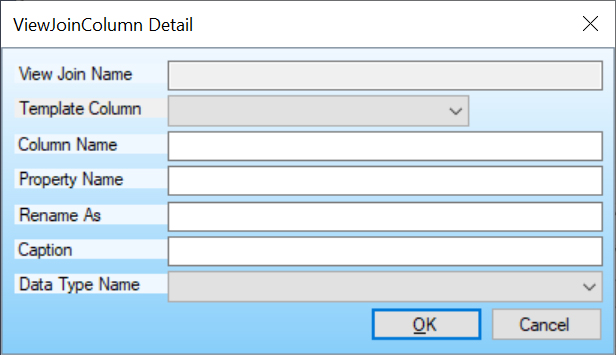 ViewJoinColumn Detail
View Join Name
Template Column
Column Name
Property Name
Rename As
Caption
Data Type Name
OK Cancel